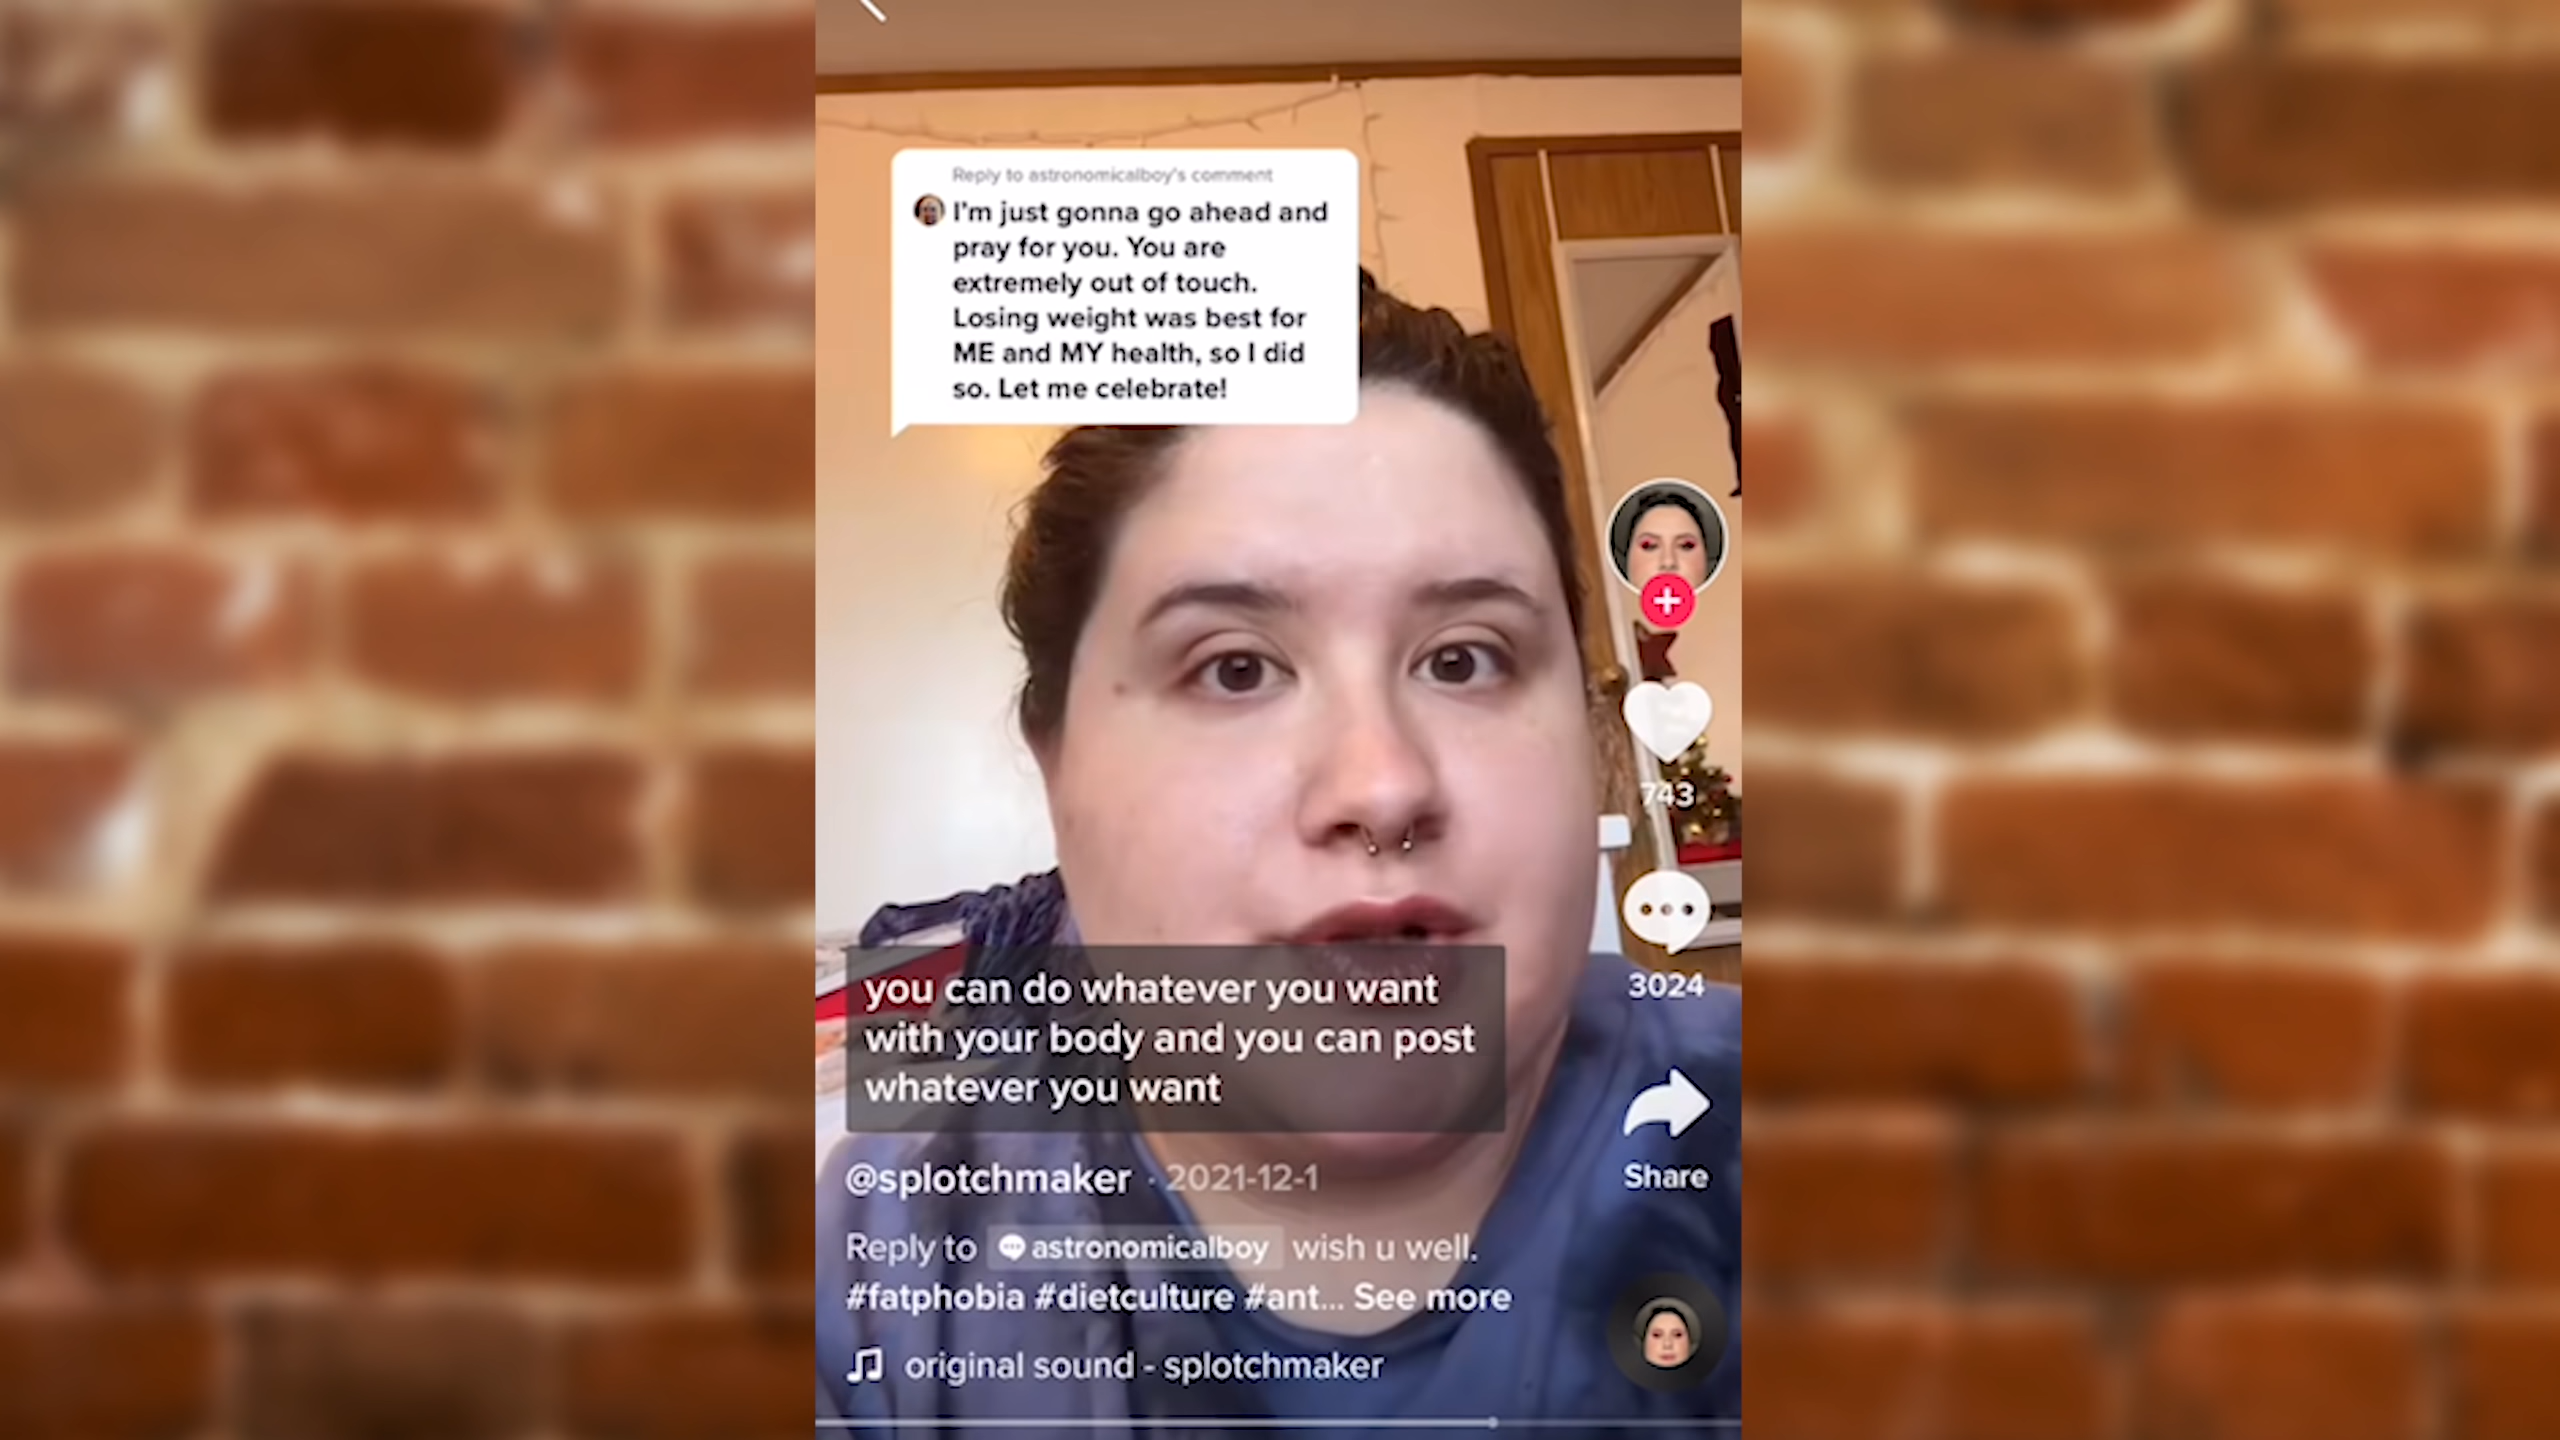 Reply to astronomicalboy's comment
I'm just gonna go ahead and
pray for you. You are
extremely out of touch.
Losing weight was best for
ME and MY health, so I did
so. Let me celebrate!
743
3024
you can do whatever you want
with your body and you can post
whatever you want
Share
@splotchmaker · 2021-12-1
Reply to astronomicalboy wish u well.
#fatphobia #dietculture #ant... See more
original sound - splotchmaker